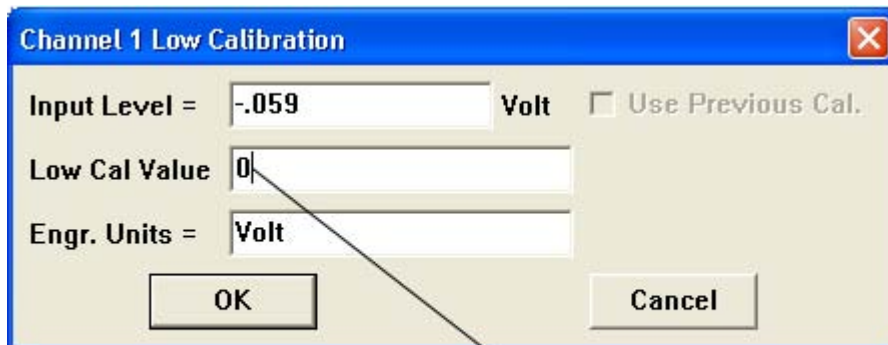 Channel 1 Low Calibration
Input Level = -.059 Volt Use Previous Cal.
Low Cal Value 0
Engr. Units = Volt
OK Cancel